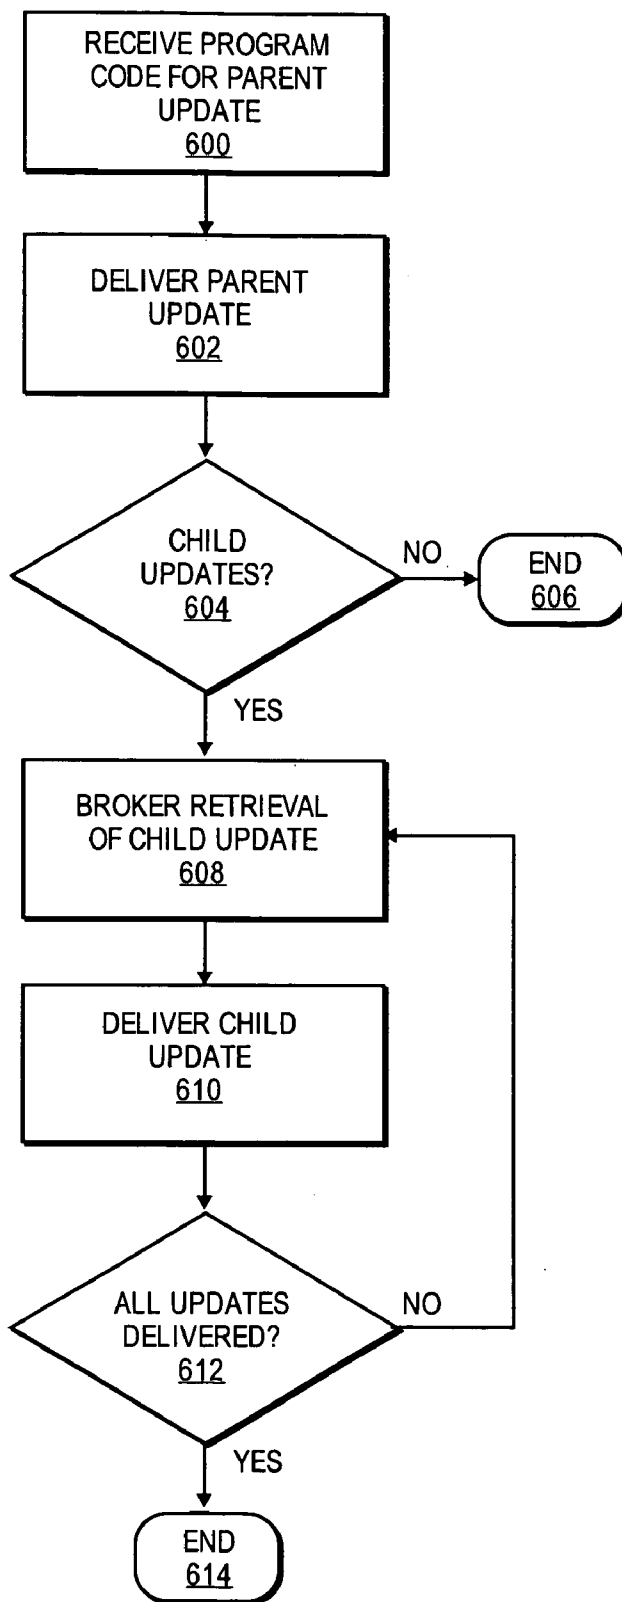 RECEIVE PROGRAM
CODE FOR PARENT
UPDATE
600
DELIVER PARENT
UPDATE
602
CHILD
UPDATES?
604
NO
END
606
YES
BROKER RETRIEVAL
OF CHILD UPDATE
608
DELIVER CHILD
UPDATE
610
ALL UPDATES
DELIVERED?
612
NO
YES
END
614